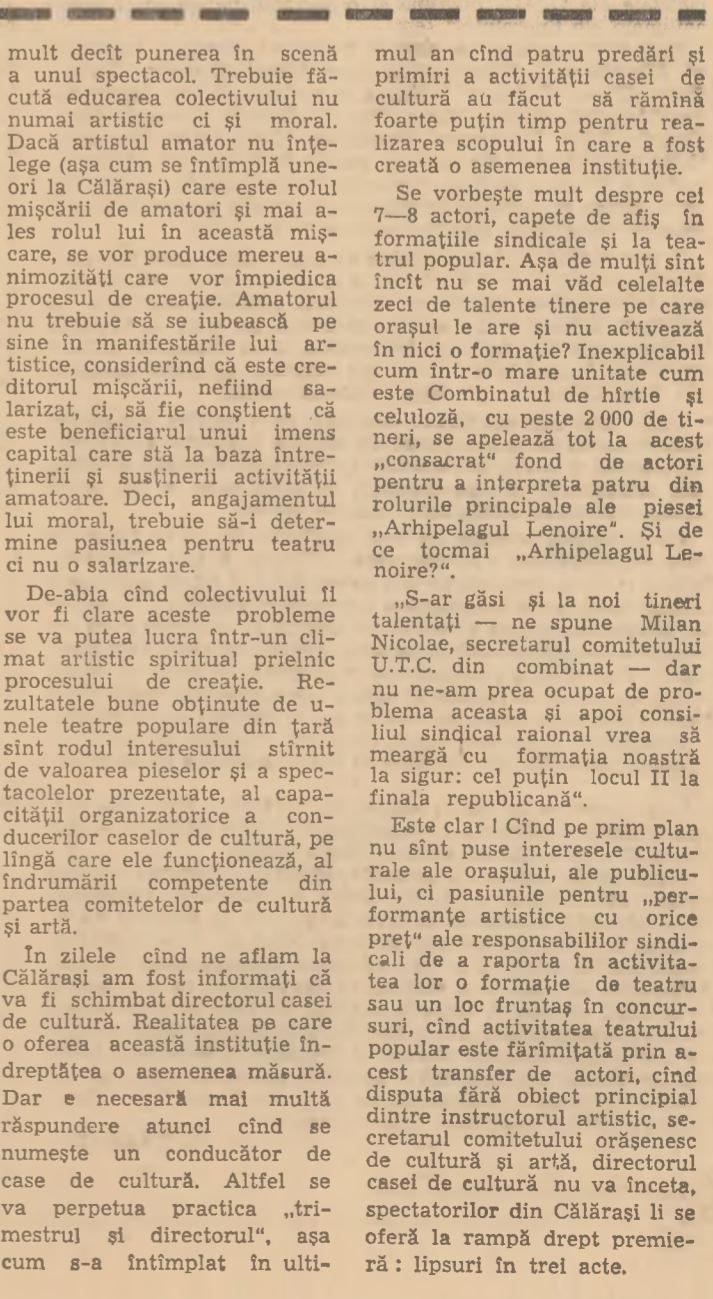 mult decît punerea în scenă
a unui spectacol. Trebuie fă-
cută educarea colectivului nu
numai artistic ci și moral.
Dacă artistul amator nu înțe-
lege (așa cum se întîmplă une-
ori la Călărași) care este rolul
mișcării de amatori și mai a-
les rolul lui în această miș-
care, se vor produce mereu a-
nimozități care vor împiedica
procesul de creație. Amatorul
nu trebuie să se iubească pe
sine în manifestările lui ar-
tistice, considerînd că este cre-
ditorul mișcării, nefiind sa-
larizat, ci, să fie conștient că
este beneficiarul unui imens
capital care stă la baza între-
ținerii și susținerii activității
amatoare. Deci, angajamentul
lui moral, trebuie să-i deter-
mine pasiunea pentru teatru
ci nu o salarizare.
De-abia cînd colectivului îi
vor fi clare aceste probleme
se va putea lucra într-un cli-
mat artistic spiritual prielnic
procesului de creație. Re-
zultatele bune obținute de u-
nele teatre populare din țară
sînt rodul interesului stîrnit
de valoarea pieselor și a spec-
tacolelor prezentate, al capa-
cității organizatorice a con-
ducerilor caselor de cultură, pe
lîngă care ele funcționează, al
îndrumării competente din
partea comitetelor de cultură
și artă.
În zilele cînd ne aflam la
Călărași am fost informați că
va fi schimbat directorul casei
de cultură. Realitatea pe care
o oferea această instituție în-
dreptățea o asemenea măsură.
Dar e necesară mai multă
răspundere atunci cînd se
numește un conducător de
case de cultură. Altfel se
va perpetua practica „tri-
mestrul și directorul“, așa
cum s-a întîmplat în ulti-
mul an cînd patru predări și
primiri a activității casei de
cultură au făcut să rămînă
foarte puțin timp pentru rea-
lizarea scopului în care a fost
creată o asemenea instituție.
Se vorbește mult despre cei
7—8 actori, capete de afiș în
formațiile sindicale și la tea-
trul popular. Așa de mulți sînt
încît nu se mai văd celelalte
zeci de talente tinere pe care
orașul le are și nu activează
în nici o formație? Inexplicabil
cum într-o mare unitate cum
este Combinatul de hîrtie și
celuloză, cu peste 2 000 de ti-
neri, se apelează tot la acest
„consacrat“ fond de actori
pentru a interpreta patru din
rolurile principale ale piesei
„Arhipelagul Lenoire“. Și de
ce tocmai „Arhipelagul Le-
noire?“.
„S-ar găsi și la noi tineri
talentați — ne spune Milan
Nicolae, secretarul comitetului
U.T.C. din combinat — dar
nu ne-am prea ocupat de pro-
blema aceasta și apoi consi-
liul sindical raional vrea să
meargă cu formația noastră
la sigur: cel puțin locul II la
finala republicană“.
Este clar! Cînd pe prim plan
nu sînt puse interesele cultu-
rale ale orașului, ale publicu-
lui, ci pasiunile pentru „per-
formanțe artistice cu orice
preț“ ale responsabililor sindi-
cali de a raporta în activita-
tea lor o formație de teatru
sau un loc fruntaș în concur-
suri, cînd activitatea teatrului
popular este fărîmițată prin a-
cest transfer de actori, cînd
disputa fără obiect principial
dintre instructorul artistic, se-
cretarul comitetului orășenesc
de cultură și artă, directorul
casei de cultură nu va înceta,
spectatorilor din Călărași li se
oferă la rampă drept premie-
ră : lipsuri în trei acte.